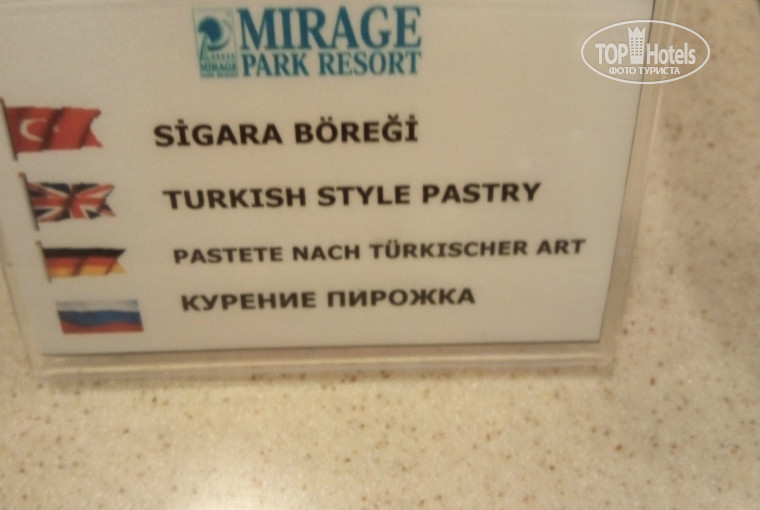 MIRAGE
PARK RESORT
MIRAGE
TOP Hotels
ФОТО ТУРИСТА
SİGARA BÖREĞİ
TURKISH STYLE PASTRY
PASTETE NACH TÜRKISCHER ART
КУРЕНИЕ ПИРОЖКА